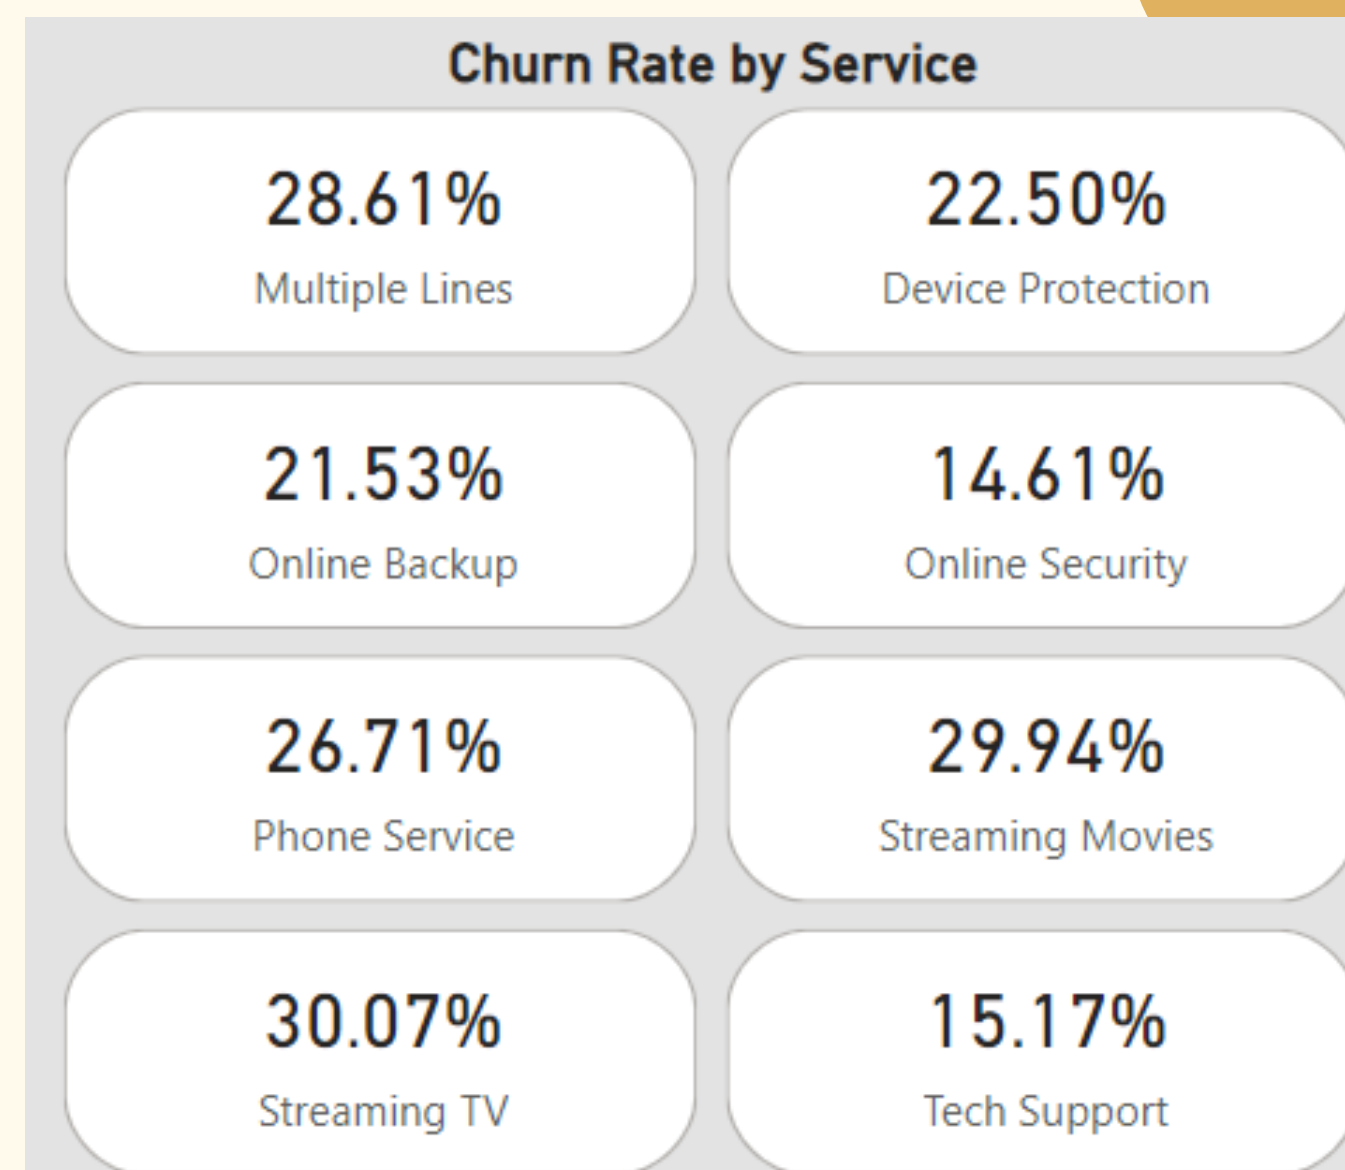 Churn Rate by Service
28.61%
Multiple Lines
22.50%
Device Protection
21.53%
Online Backup
14.61%
Online Security
26.71%
Phone Service
29.94%
Streaming Movies
30.07%
Streaming TV
15.17%
Tech Support